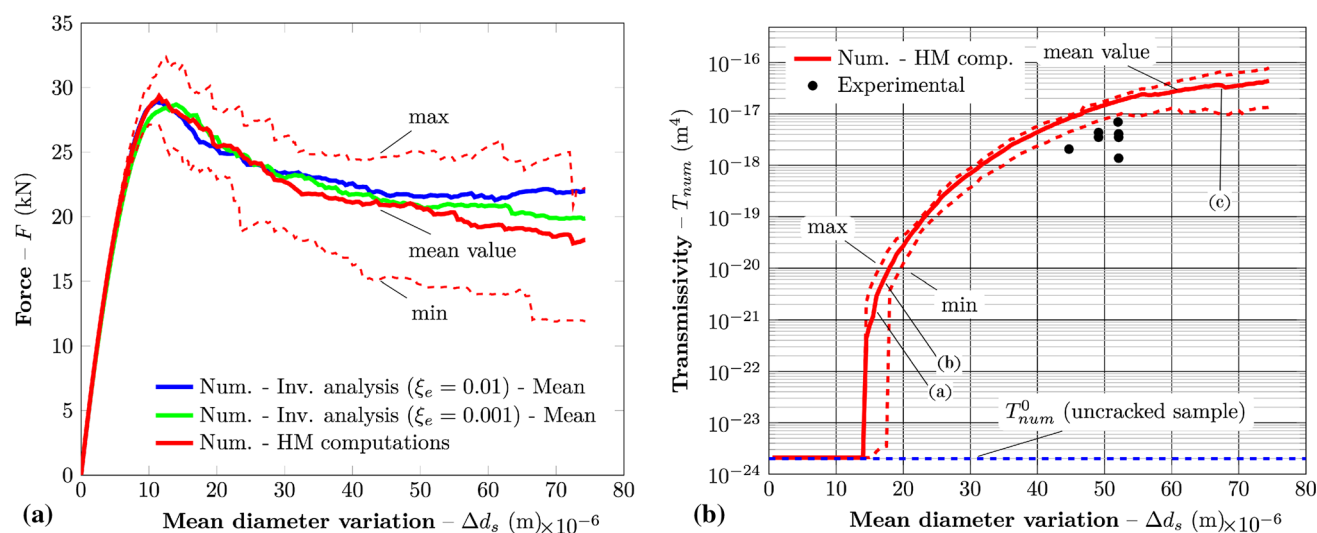 35
30
25
20
15
10
5
0
Force – F (kN)
max
mean value
min
Num. - Inv. analysis (ξe = 0.01) - Mean
Num. - Inv. analysis (ξe = 0.001) - Mean
Num. - HM computations
0 10 20 30 40 50 60 70 80
(a) Mean diameter variation – Δds (m) ×10−6
10−16
10−17
10−18
10−19
10−20
10−21
10−22
10−23
10−24
Transmissivity – Tnum (m4)
Num. - HM comp.
Experimental
mean value
(c)
max
min
(b)
(a)
T0num (uncracked sample)
0 10 20 30 40 50 60 70 80
(b) Mean diameter variation – Δds (m) ×10−6